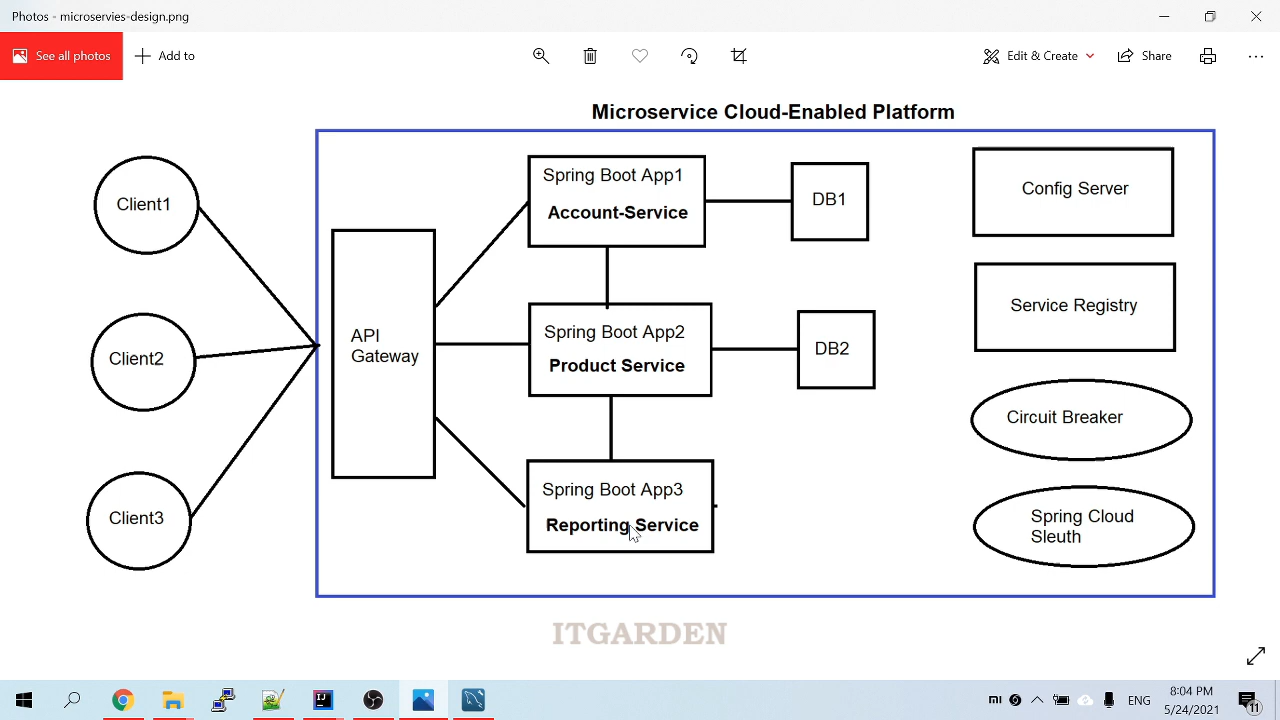 Photos - microservies-design.png
See all photos
Add to
Edit & Create
Share
Microservice Cloud-Enabled Platform
Client1
Client2
Client3
API
Gateway
Spring Boot App1
Account-Service
DB1
Spring Boot App2
Product Service
DB2
Spring Boot App3
Reporting Service
Config Server
Service Registry
Circuit Breaker
Spring Cloud
Sleuth
ITGARDEN
ENG
8:04 PM
5/24/2021
11